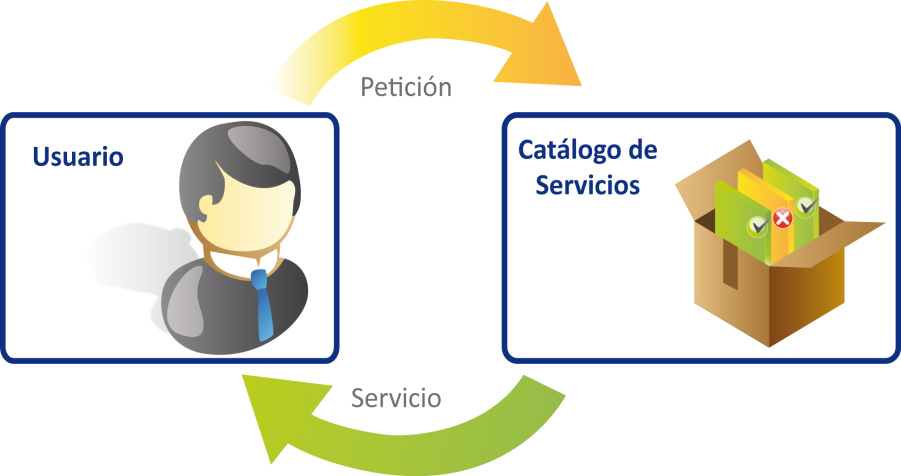 Petición
Usuario
Catálogo de
Servicios
Servicio